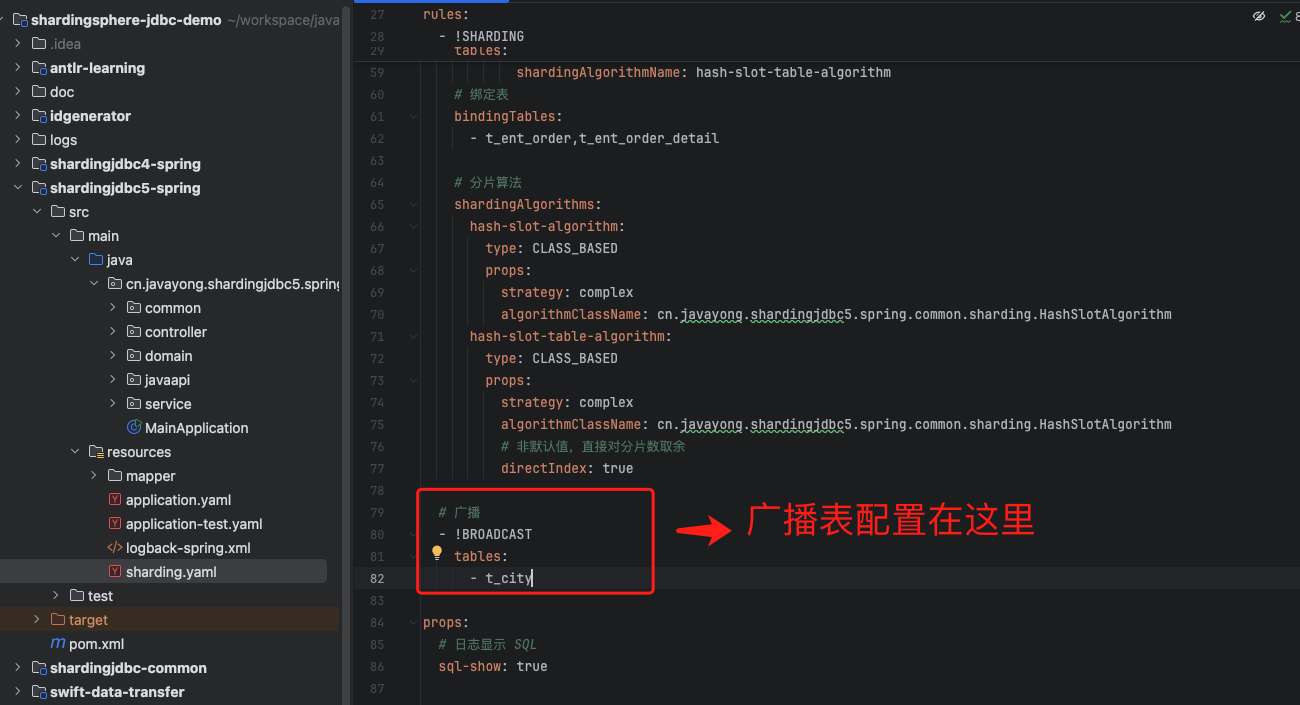 shardingsphere-jdbc-demo ~/workspace/java
.idea
antlr-learning
doc
idgenerator
logs
shardingjdbc4-spring
shardingjdbc5-spring
src
main
java
cn.javayong.shardingjdbc5.spring
common
controller
domain
javaapi
service
MainApplication
resources
mapper
application.yaml
application-test.yaml
logback-spring.xml
sharding.yaml
test
target
pom.xml
shardingjdbc-common
swift-data-transfer
27 rules:
28 - !SHARDING
29 tables:
59 shardingAlgorithmName: hash-slot-table-algorithm
60 # 绑定表
61 bindingTables:
62 - t_ent_order,t_ent_order_detail
63
64 # 分片算法
65 shardingAlgorithms:
66 hash-slot-algorithm:
67 type: CLASS_BASED
68 props:
69 strategy: complex
70 algorithmClassName: cn.javayong.shardingjdbc5.spring.common.sharding.HashSlotAlgorithm
71 hash-slot-table-algorithm:
72 type: CLASS_BASED
73 props:
74 strategy: complex
75 algorithmClassName: cn.javayong.shardingjdbc5.spring.common.sharding.HashSlotAlgorithm
76 # 非默认值，直接对分片数取余
77 directIndex: true
78
79 # 广播
80 - !BROADCAST
81 tables:
82 - t_city
83
84 props:
85 # 日志显示 SQL
86 sql-show: true
87
广播表配置在这里
8